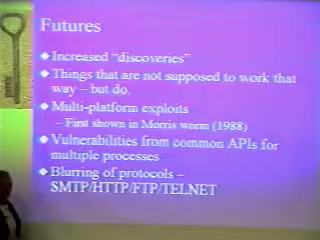 Futures
Increased "discoveries"
Things that are not supposed to work that
way – but do.
Multi-platform exploits
– First shown in Morris worm (1988)
Vulnerabilities from common APIs for
multiple processes
Blurring of protocols –
SMTP/HTTP/FTP/TELNET